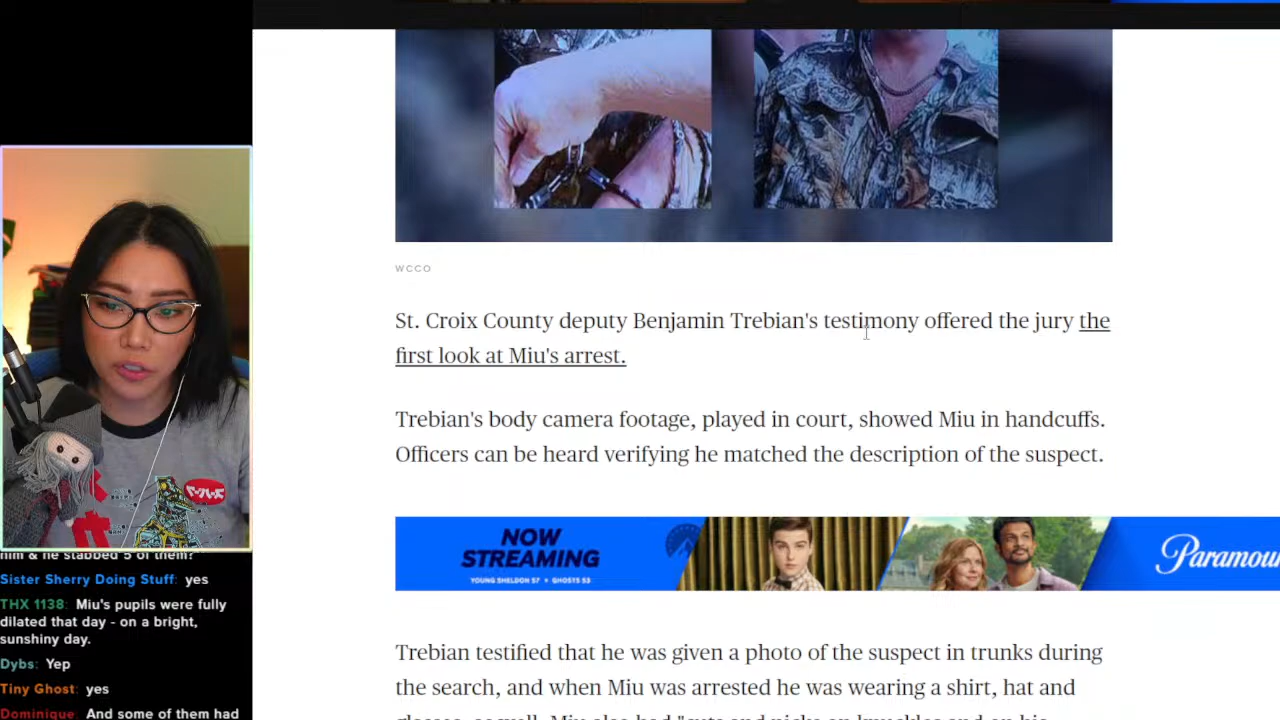 WCCO
St. Croix County deputy Benjamin Trebian's testimony offered the jury the
first look at Miu's arrest.
Trebian's body camera footage, played in court, showed Miu in handcuffs.
Officers can be heard verifying he matched the description of the suspect.
NOW
STREAMING
YOUNG SHELDON S7 + GHOSTS S3
Paramoun
Trebian testified that he was given a photo of the suspect in trunks during
the search, and when Miu was arrested he was wearing a shirt, hat and
him & he stabbed 5 of them?
Sister Sherry Doing Stuff: yes
THX 1138: Miu's pupils were fully
dilated that day - on a bright,
sunshiny day.
Dybs: Yep
Tiny Ghost: yes
Dominique: And some of them had